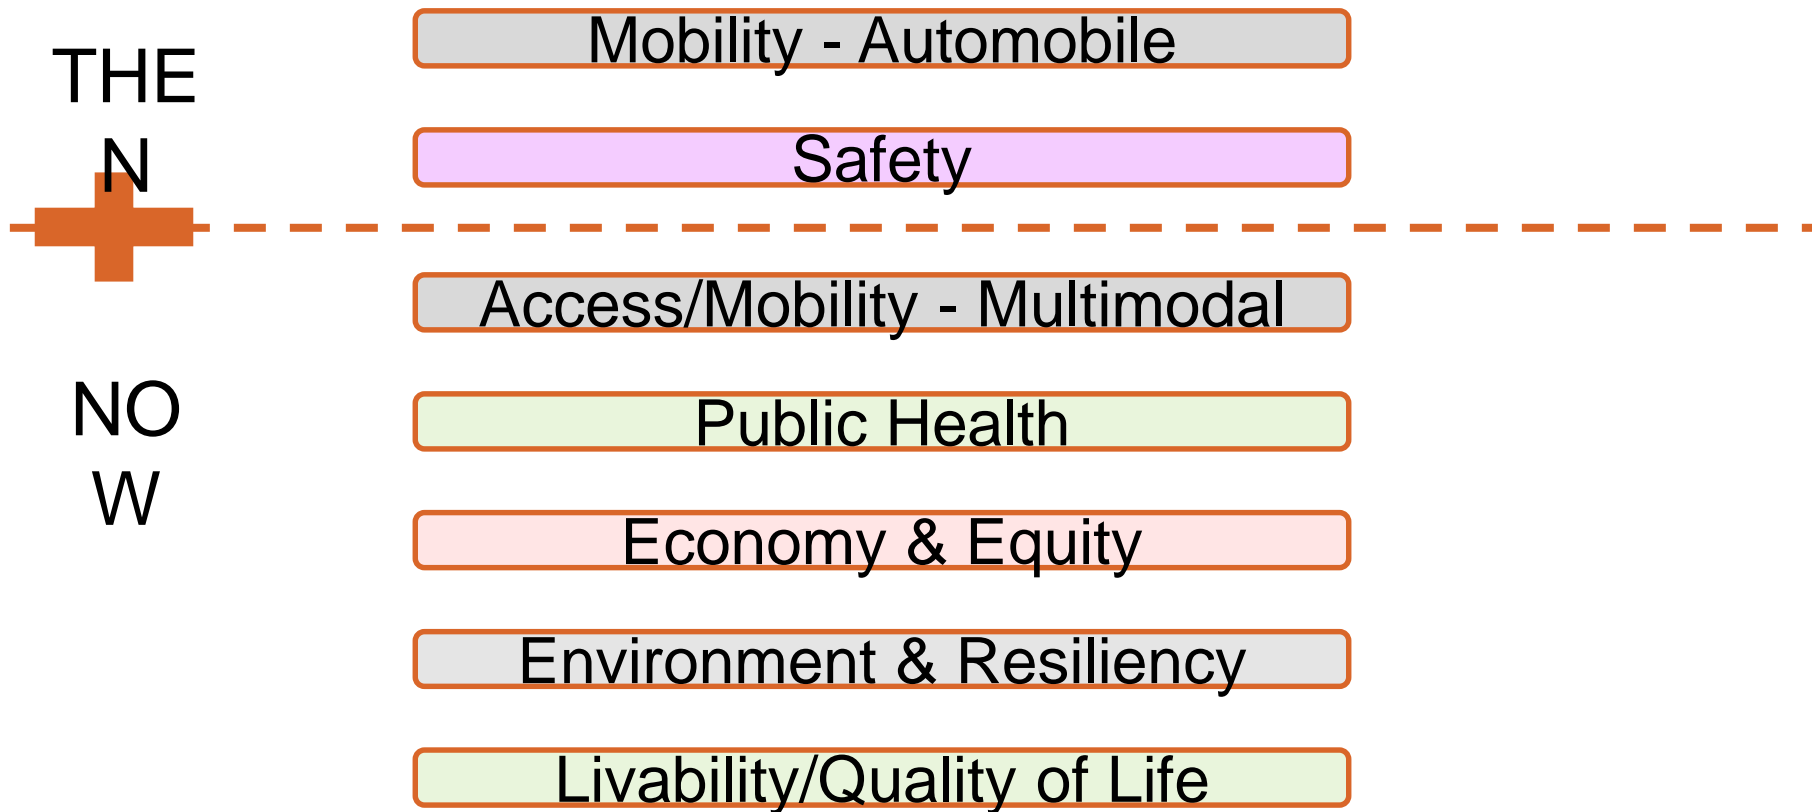 THE
N
Mobility - Automobile
Safety
NO
W
Access/Mobility - Multimodal
Public Health
Economy & Equity
Environment & Resiliency
Livability/Quality of Life